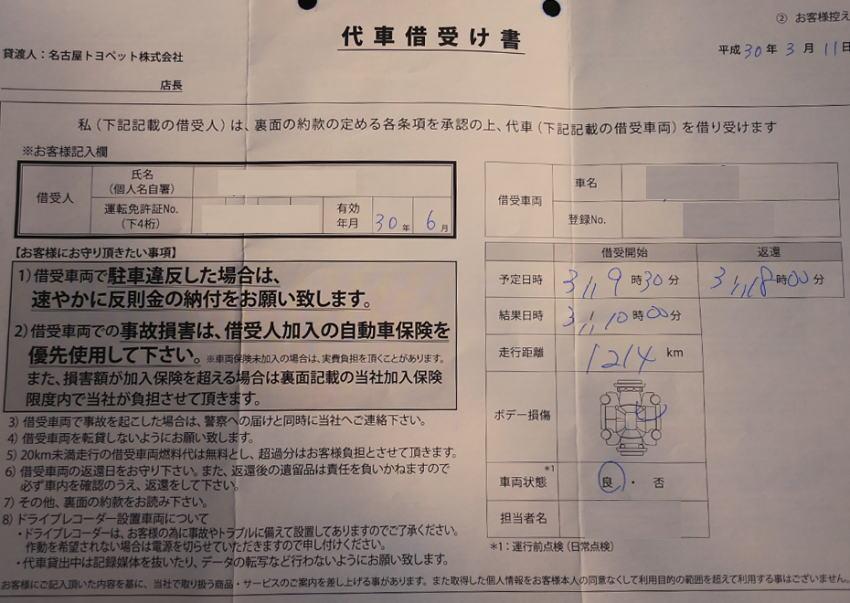 ② お客様控え
代車借受け書
平成30年3月11日
貸渡人：名古屋トヨペット株式会社
店長
私（下記記載の借受人）は、裏面の約款の定める各条項を承認の上、代車（下記記載の借受車両）を借り受けます
※お客様記入欄
借受人
氏名
（個人名自署）
運転免許証No.
（下4桁）
有効
年月
30年 6月
【お客様にお守り頂きたい事項】
1）借受車両で駐車違反した場合は、
速やかに反則金の納付をお願い致します。
2）借受車両での事故損害は、借受人加入の自動車保険を
優先使用して下さい。※車両保険未加入の場合は、実費負担を頂くことがあります。
また、損害額が加入保険を超える場合は裏面記載の当社加入保険
限度内で当社が負担させて頂きます。
3）借受車両で事故を起こした場合は、警察への届けと同時に当社へご連絡下さい。
4）借受車両を転貸しないようにお願い致します。
5）20km未満走行の借受車両燃料代は無料とし、超過分はお客様負担とさせて頂きます。
6）借受車両の返還日をお守り下さい。また、返還後の遺留品は責任を負いかねますので
必ず車内を確認のうえ、返還をして下さい。
7）その他、裏面の約款をお読み下さい。
8）ドライブレコーダー設置車両について
・ドライブレコーダーは、お客様の為に事故やトラブルに備えて設置してありますのでご了承ください。
作動を希望されない場合は電源を切らせていただきますので申し付けください。
・代車貸出中は記録媒体を抜いたり、データの転写など行わないようにお願い致します。
借受車両
車名
登録No.
借受開始 返還
予定日時 3/11 9時30分 3/11 18時00分
結果日時 3/11 10時00分
走行距離 1214 km
ボデー損傷
車両状態 *1 良 ・ 否
担当者名
*1：運行前点検（日常点検）
お客様にご記入頂いた内容を基に、当社で取り扱う商品・サービスのご案内を差し上げる事があります。また取得した個人情報をお客様本人の同意なくして利用目的の範囲を超えて利用する事はございません。